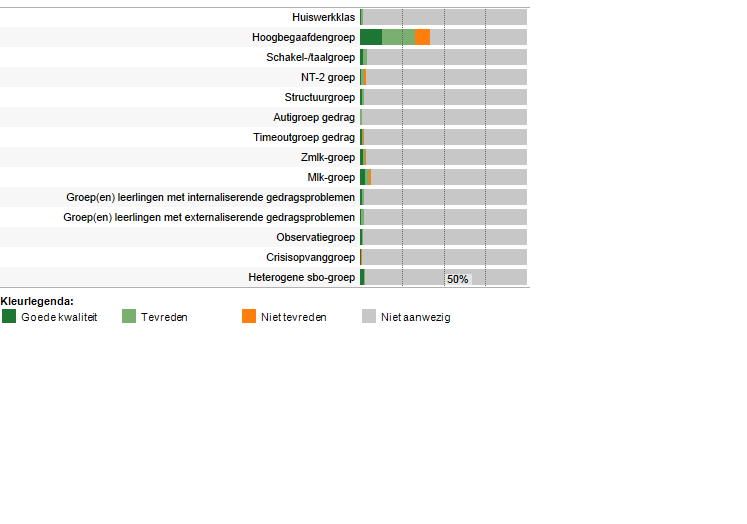 Huiswerkklas
Hoogbegaafdengroep
Schakel-/taalgroep
NT-2 groep
Structuurgroep
Autigroep gedrag
Timeoutgroep gedrag
Zmlk-groep
Mlk-groep
Groep(en) leerlingen met internaliserende gedragsproblemen
Groep(en) leerlingen met externaliserende gedragsproblemen
Observatiegroep
Crisisopvanggroep
Heterogene sbo-groep
50%
Kleurlegenda:
Goede kwaliteit Tevreden Niet tevreden Niet aanwezig